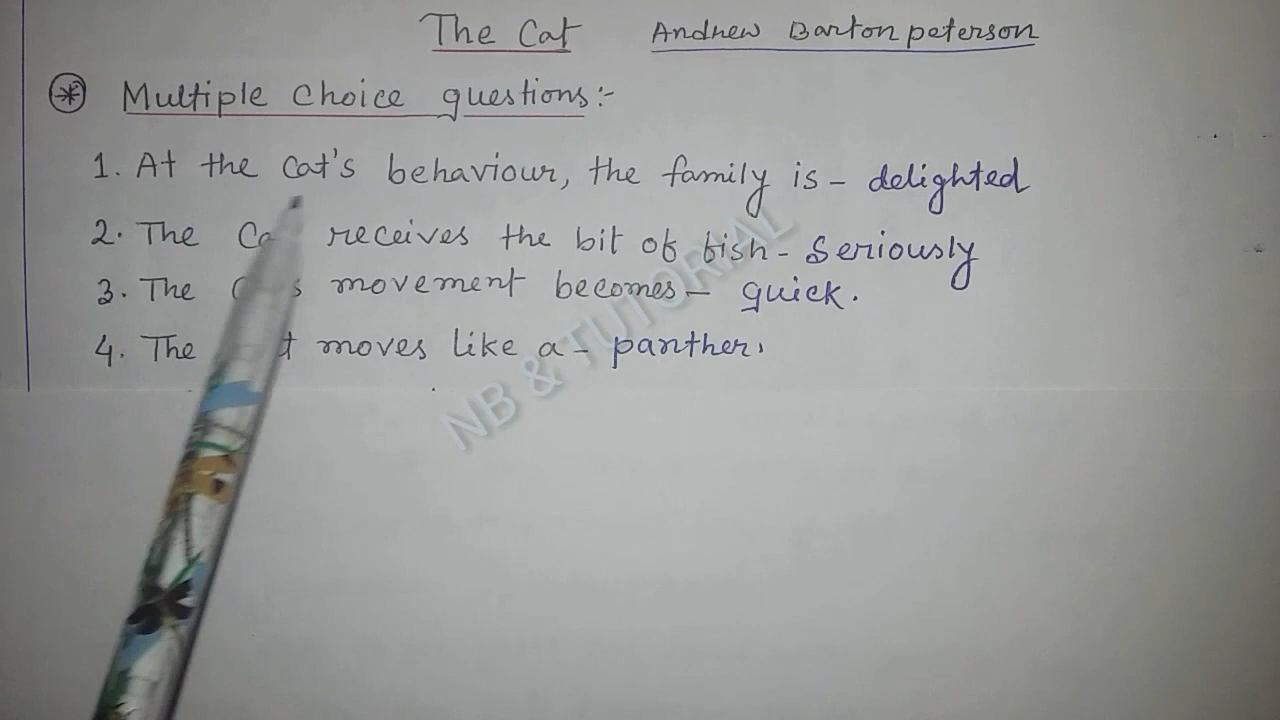 The Cat Andrew Barton peterson
Multiple Choice questions:-
1. At the Cat's behaviour, the family is - delighted
2. The receives the bit of fish - Seriously
3. The movement becomes - quick.
4. The moves like a - panther.
NB & TUTORIAL